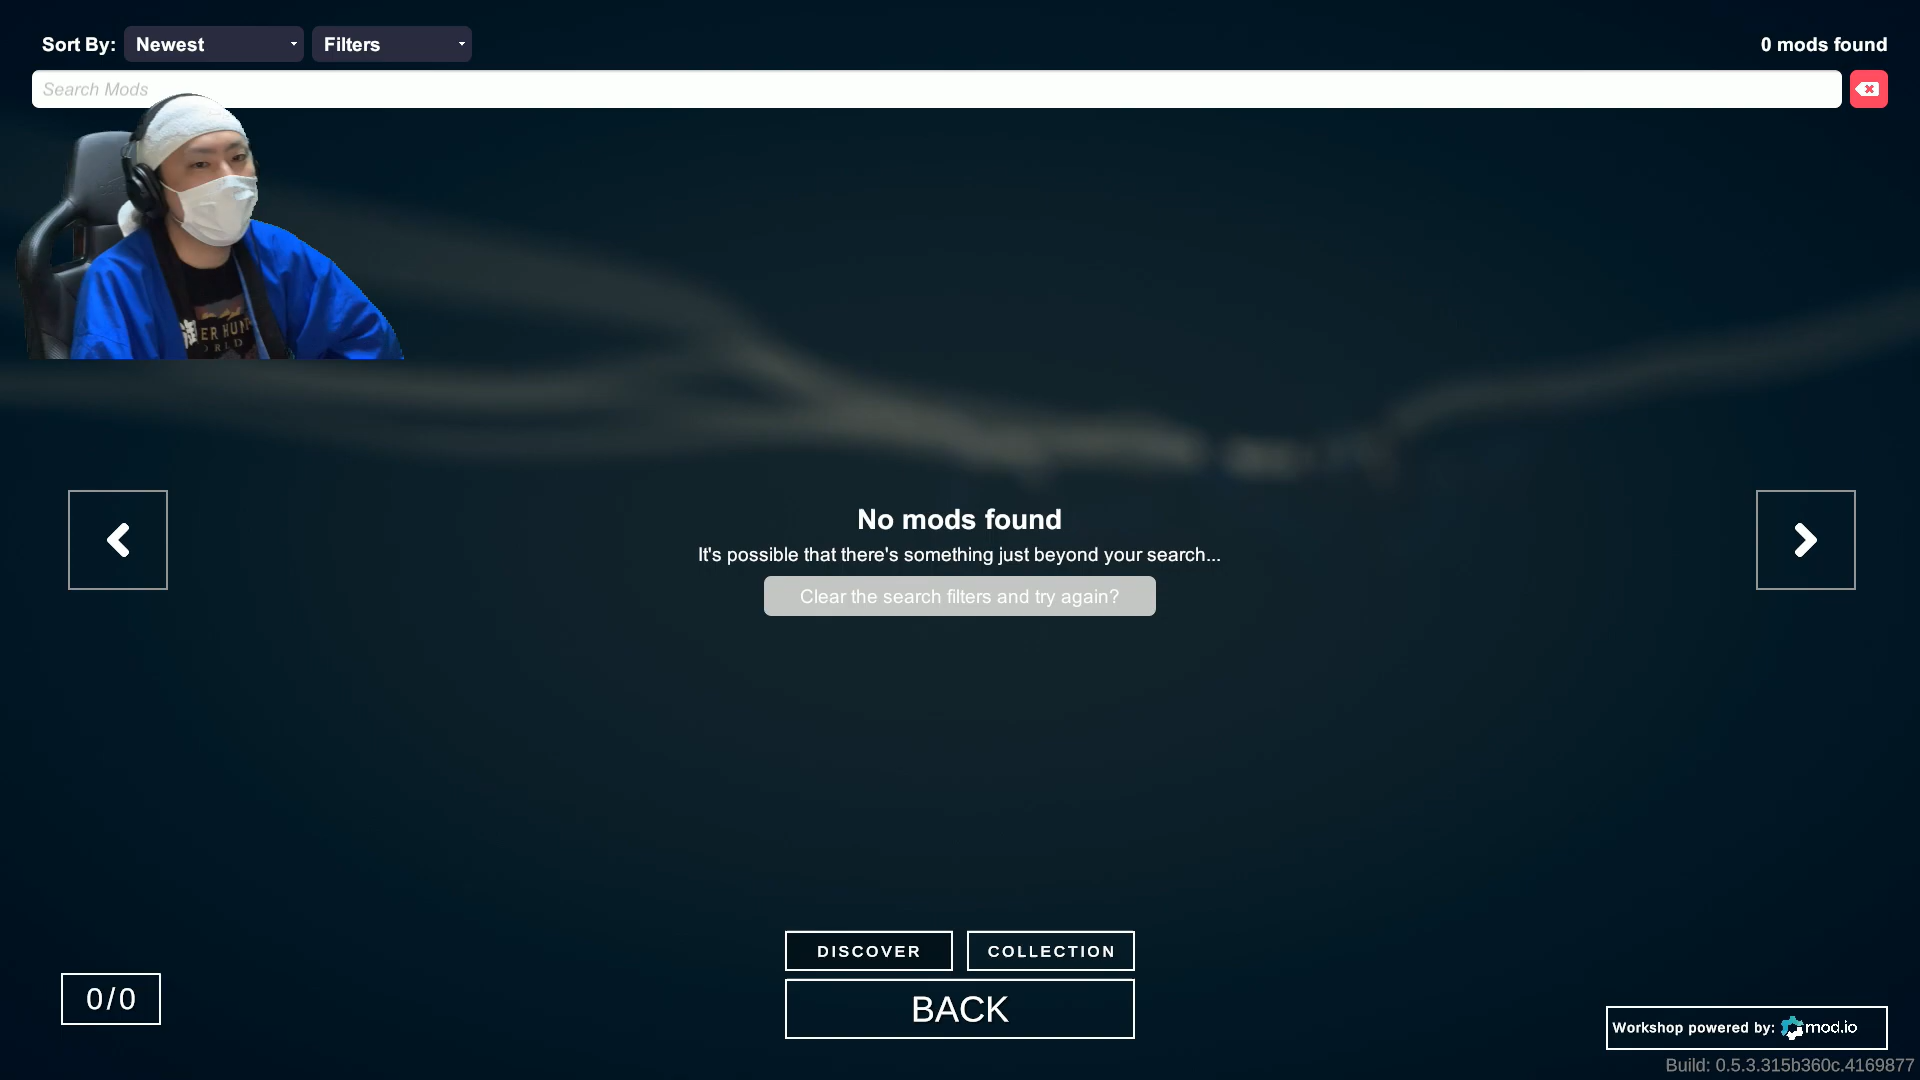 Sort By:
Newest
Filters
0 mods found
Search Mods
No mods found
It's possible that there's something just beyond your search...
Clear the search filters and try again?
DISCOVER
COLLECTION
0/0
BACK
Workshop powered by: mod.io
Build: 0.5.3.315b360c.4169877